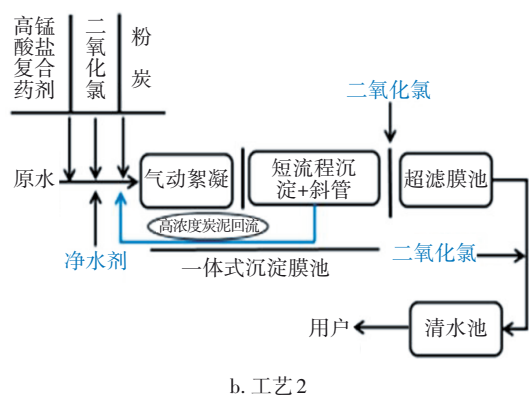 高锰
酸盐
复合
药剂
二
氧
化
氯
粉
炭
二氧化氯
原水
气动絮凝
短流程沉
淀+斜管
超滤膜池
高浓度炭泥回流
净水剂
一体式沉淀膜池
二氧化氯
用户
清水池
b. 工艺2